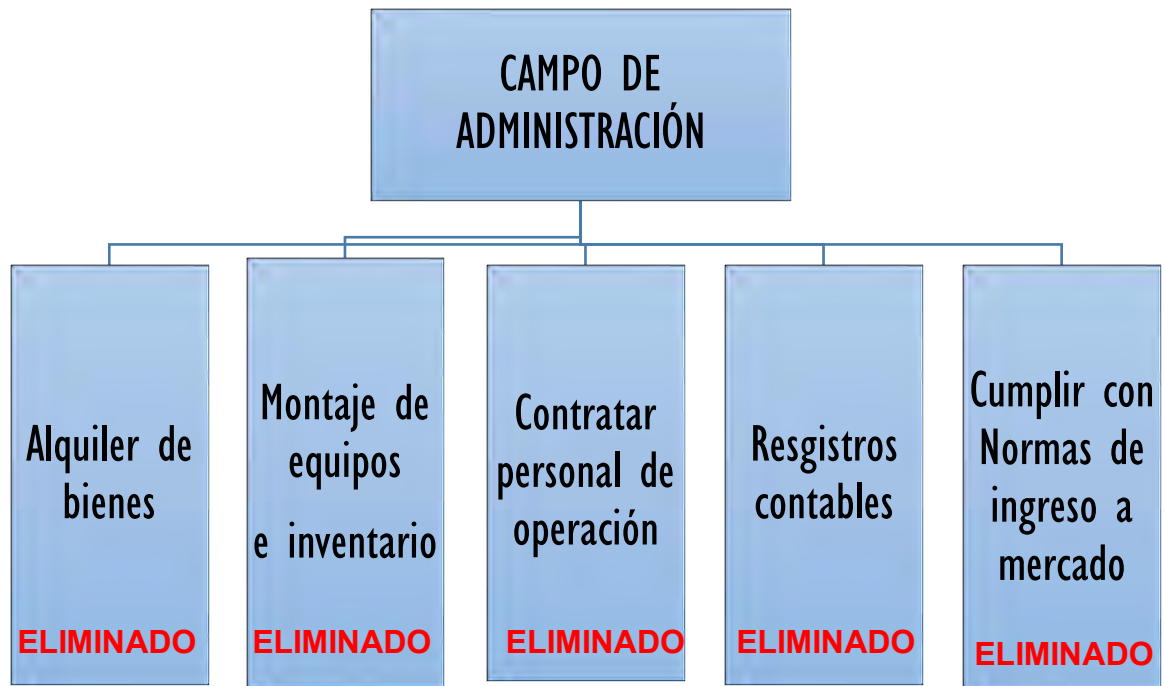 CAMPO DE
ADMINISTRACIÓN
Alquiler de
bienes
ELIMINADO
Montaje de
equipos
e inventario
ELIMINADO
Contratar
personal de
operación
ELIMINADO
Resgistros
contables
ELIMINADO
Cumplir con
Normas de
ingreso a
mercado
ELIMINADO